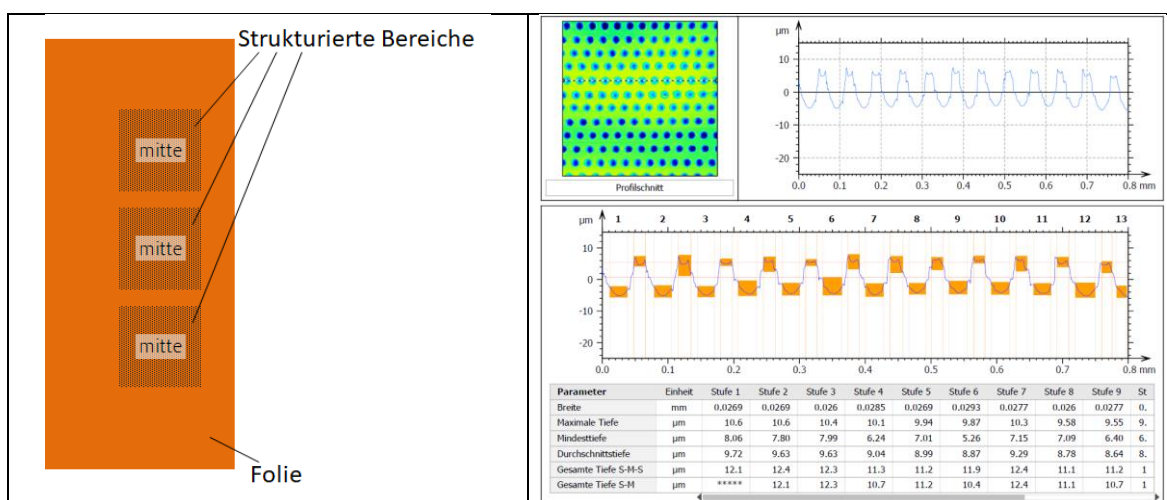 Strukturierte Bereiche
mitte
mitte
mitte
Folie
Profilschnitt
µm
10
0
-10
-20
0.0 0.1 0.2 0.3 0.4 0.5 0.6 0.7 0.8 mm
µm 1 2 3 4 5 6 7 8 9 10 11 12 13
10
0
-10
-20
0.0 0.1 0.2 0.3 0.4 0.5 0.6 0.7 0.8 mm
Parameter Einheit Stufe 1 Stufe 2 Stufe 3 Stufe 4 Stufe 5 Stufe 6 Stufe 7 Stufe 8 Stufe 9 St
Breite mm 0.0269 0.0269 0.026 0.0285 0.0269 0.0293 0.0277 0.026 0.0277 0.
Maximale Tiefe µm 10.6 10.6 10.4 10.1 9.94 9.87 10.3 9.58 9.55 9.
Mindesttiefe µm 8.06 7.80 7.99 6.24 7.01 5.26 7.15 7.09 6.40 6.
Durchschnittstiefe µm 9.72 9.63 9.63 9.04 8.99 8.87 9.29 8.78 8.64 8.
Gesamte Tiefe S-M-S µm 12.1 12.4 12.3 11.3 11.2 11.9 12.4 11.1 11.2 1
Gesamte Tiefe S-M µm ***** 12.1 12.3 10.7 11.2 10.4 12.4 11.1 10.7 1